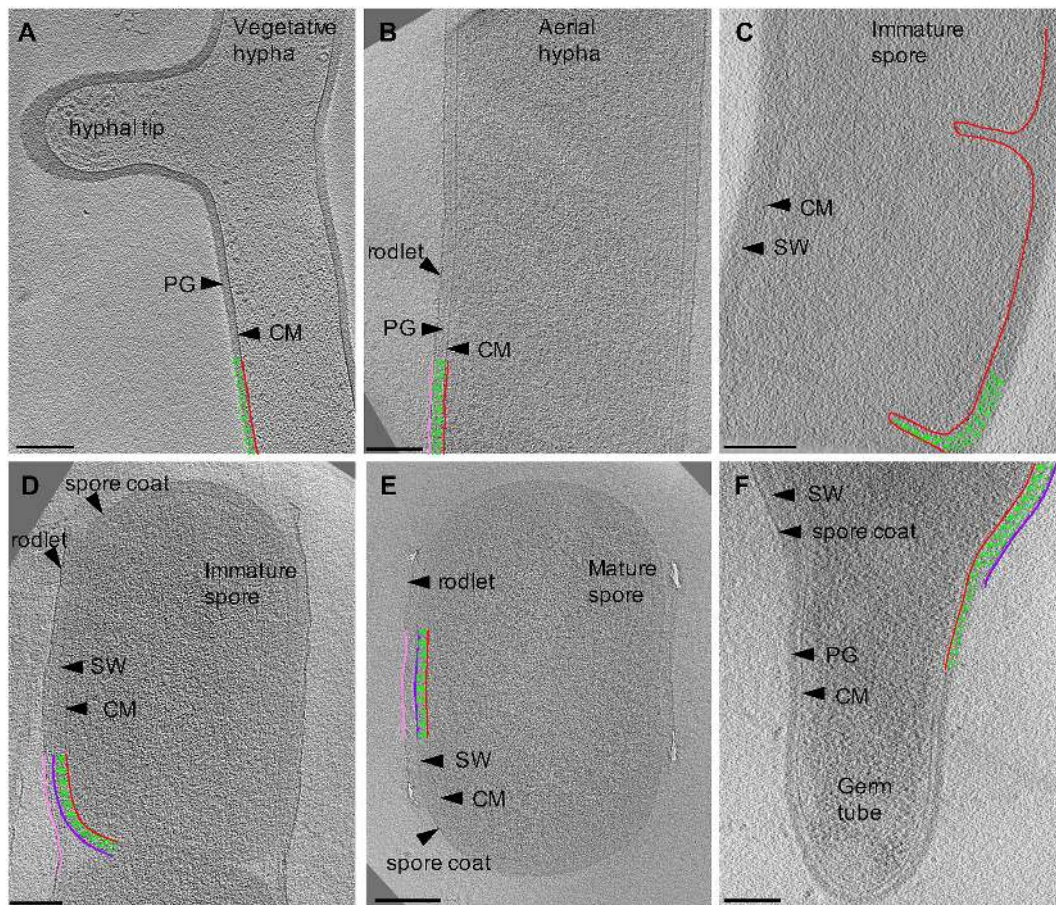 A
Vegetative
hypha
hyphal tip
PG
CM
B
Aerial
hypha
rodlet
PG
CM
C
Immature
spore
CM
SW
D
spore coat
rodlet
Immature
spore
SW
CM
E
rodlet
Mature
spore
SW
CM
spore coat
F
SW
spore coat
PG
CM
Germ
tube